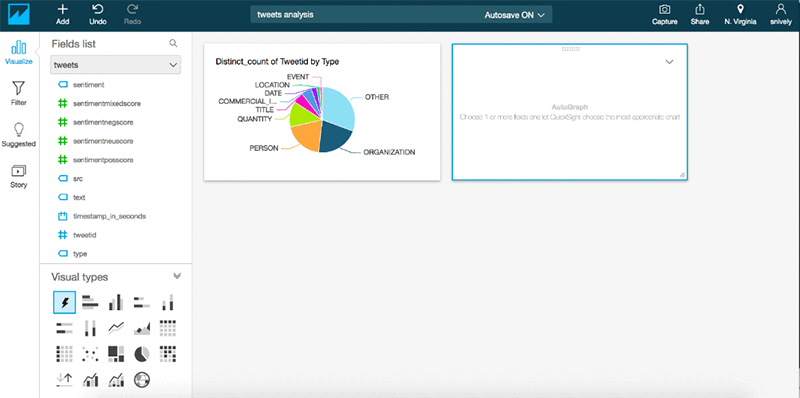 Add
Undo
Redo
tweets analysis
Autosave ON
Capture
Share
N. Virginia
snively
Visualize
Filter
Suggested
Story
Fields list
tweets
sentiment
sentimentmixedscore
sentimentnegscore
sentimentneuscore
sentimentposscore
src
text
timestamp_in_seconds
tweetid
type
Visual types
Distinct_count of Tweetid by Type
EVENT
LOCATION
DATE
COMMERCIAL_I...
TITLE
QUANTITY
PERSON
OTHER
ORGANIZATION
AutoGraph
Choose 1 or more fields and let QuickSight choose the most appropriate chart